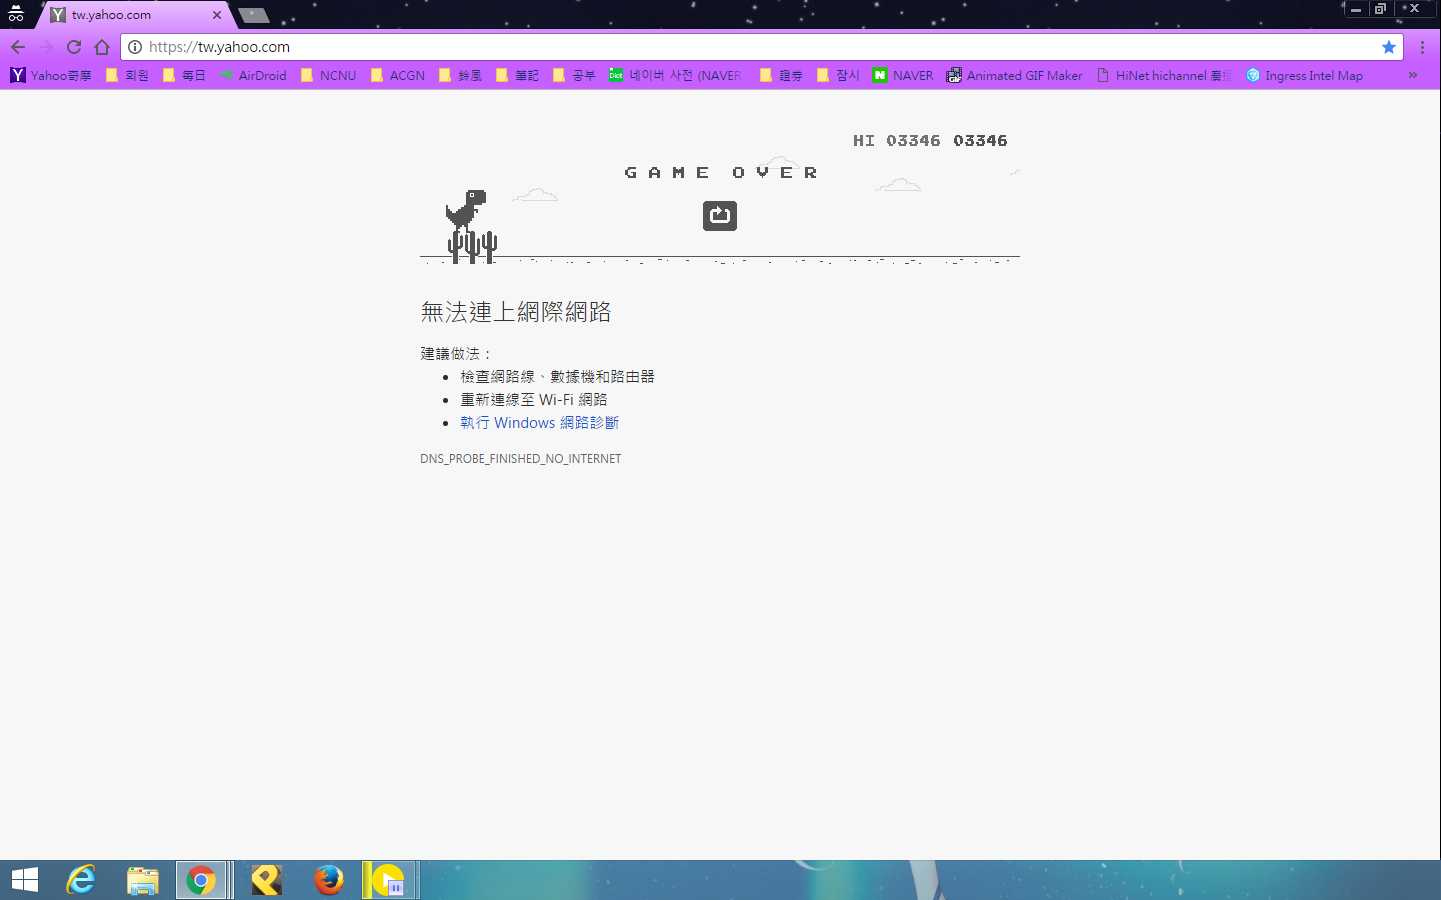 tw.yahoo.com
https://tw.yahoo.com
Yahoo奇摩 회원 每日 AirDroid NCNU ACGN 鈴風 筆記 공부 네이버 사전 (NAVER 證券 잠시 NAVER Animated GIF Maker HiNet hichannel Ingress Intel Map »
HI 03346 03346
GAME OVER
無法連上網際網路
建議做法：
檢查網路線、數據機和路由器
重新連線至 Wi-Fi 網路
執行 Windows 網路診斷
DNS_PROBE_FINISHED_NO_INTERNET